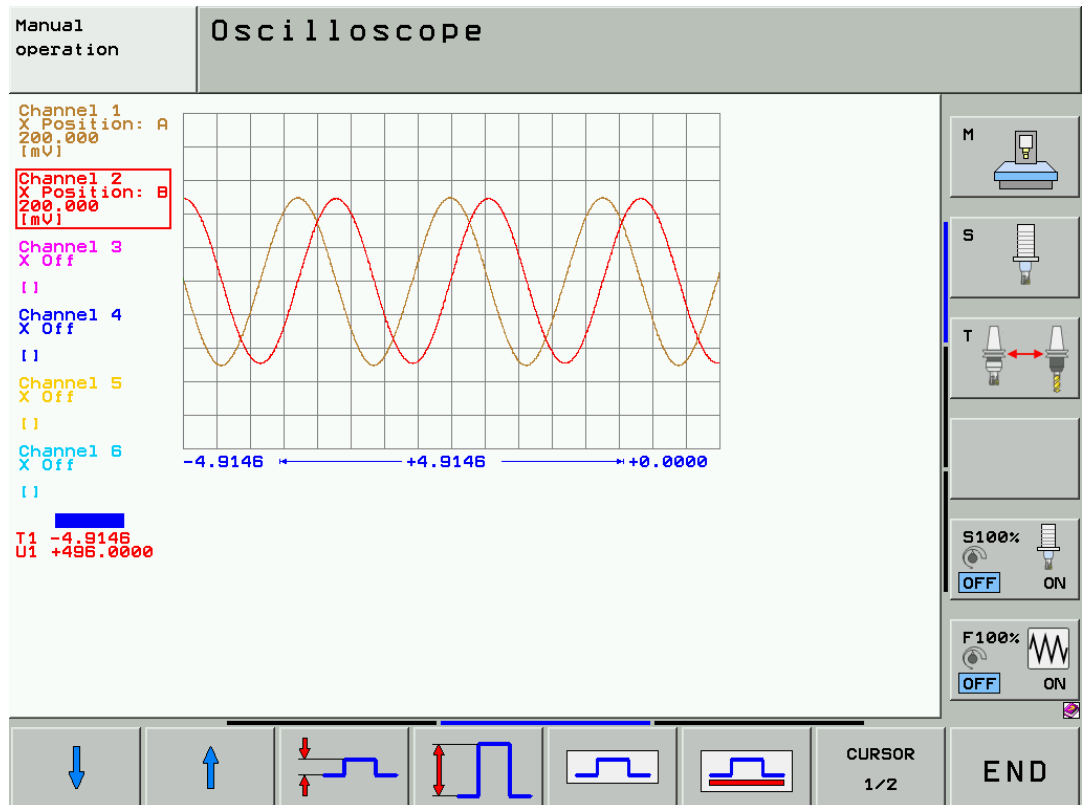 Manual
operation
Oscilloscope
Channel 1
X Position: A
200.000
[mV]
Channel 2
X Position: B
200.000
[mV]
Channel 3
X Off
[]
Channel 4
X Off
[]
Channel 5
X Off
[]
Channel 6
X Off
[]
-4.9146 +4.9146 +0.0000
T1 -4.9146
U1 +496.0000
M
S
T
S100%
OFF ON
F100%
OFF ON
CURSOR
1/2
END